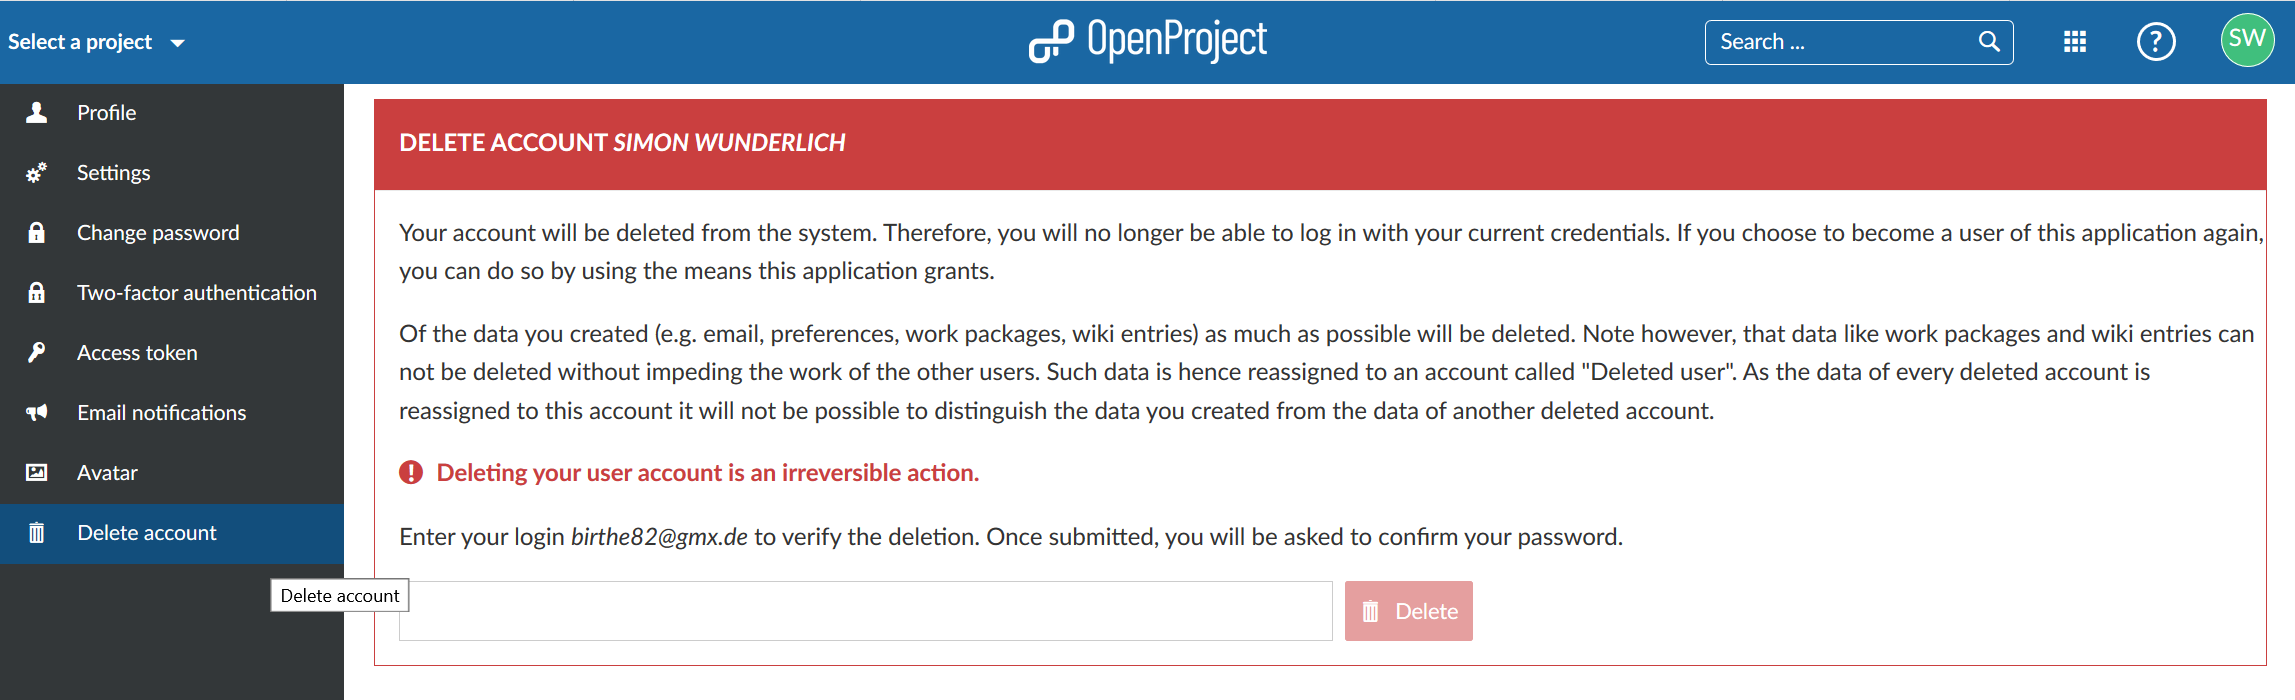 Select a project
OpenProject
Search ...
?
SW
Profile
Settings
Change password
Two-factor authentication
Access token
Email notifications
Avatar
Delete account
Delete account
DELETE ACCOUNT SIMON WUNDERLICH
Your account will be deleted from the system. Therefore, you will no longer be able to log in with your current credentials. If you choose to become a user of this application again,
you can do so by using the means this application grants.
Of the data you created (e.g. email, preferences, work packages, wiki entries) as much as possible will be deleted. Note however, that data like work packages and wiki entries can
not be deleted without impeding the work of the other users. Such data is hence reassigned to an account called "Deleted user". As the data of every deleted account is
reassigned to this account it will not be possible to distinguish the data you created from the data of another deleted account.
Deleting your user account is an irreversible action.
Enter your login birthe82@gmx.de to verify the deletion. Once submitted, you will be asked to confirm your password.
Delete